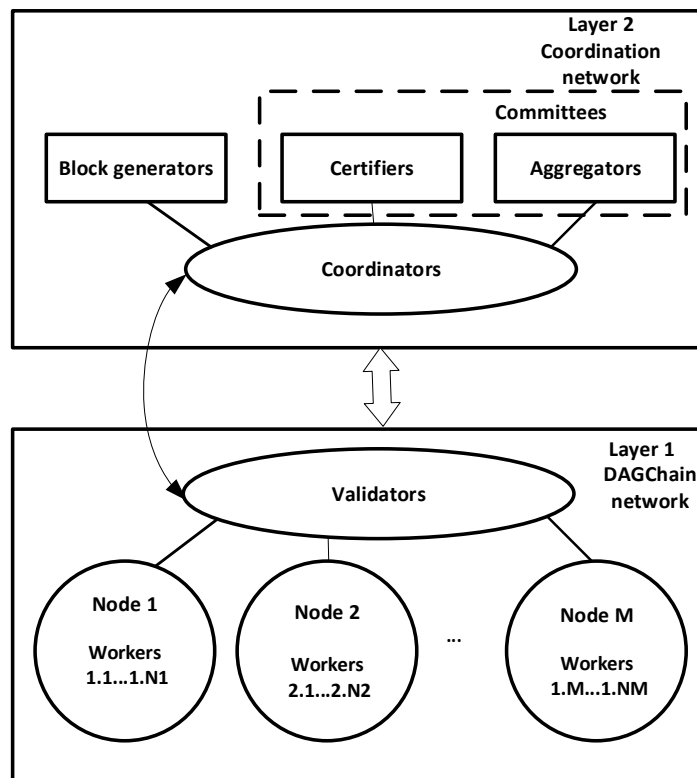 Layer 2
Coordination
network
Committees
Block generators
Certifiers
Aggregators
Coordinators
Layer 1
DAGChain
network
Validators
Node 1
Workers
1.1...1.N1
Node 2
Workers
2.1...2.N2
...
Node M
Workers
1.M...1.NM